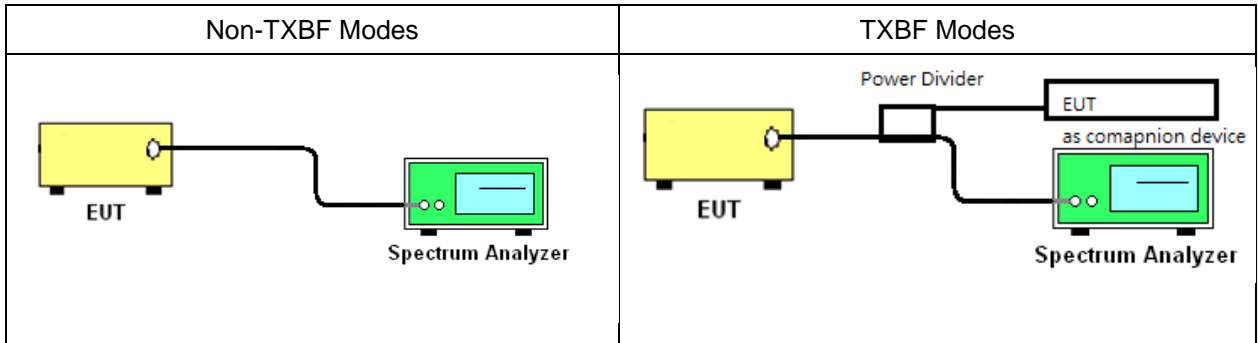 Non-TXBF Modes
TXBF Modes
EUT
Spectrum Analyzer
Power Divider
EUT
as comapnion device
EUT
Spectrum Analyzer